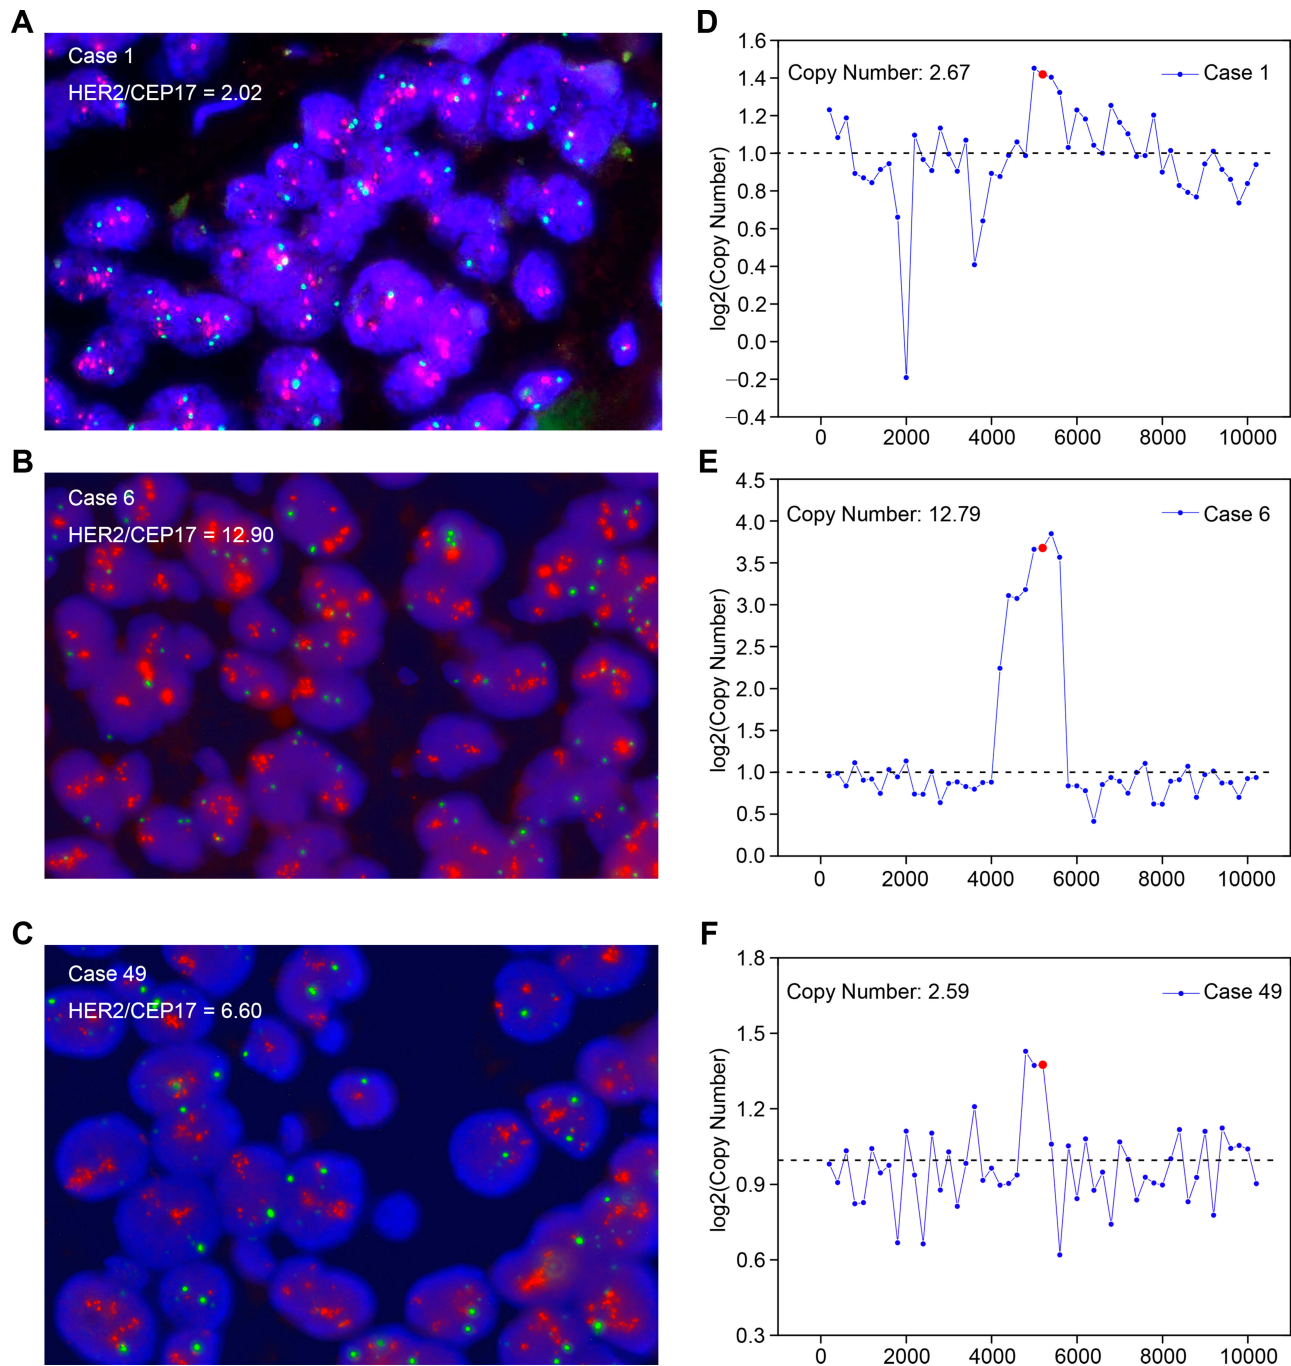 A
Case 1
HER2/CEP17 = 2.02
D
Copy Number: 2.67
Case 1
log2(Copy Number)
1.6
1.4
1.2
1.0
0.8
0.6
0.4
0.2
0.0
−0.2
−0.4
0 2000 4000 6000 8000 10000
B
Case 6
HER2/CEP17 = 12.90
E
Copy Number: 12.79
Case 6
log2(Copy Number)
4.5
4.0
3.5
3.0
2.5
2.0
1.5
1.0
0.5
0.0
0 2000 4000 6000 8000 10000
C
Case 49
HER2/CEP17 = 6.60
F
Copy Number: 2.59
Case 49
log2(Copy Number)
1.8
1.5
1.2
0.9
0.6
0.3
0 2000 4000 6000 8000 10000